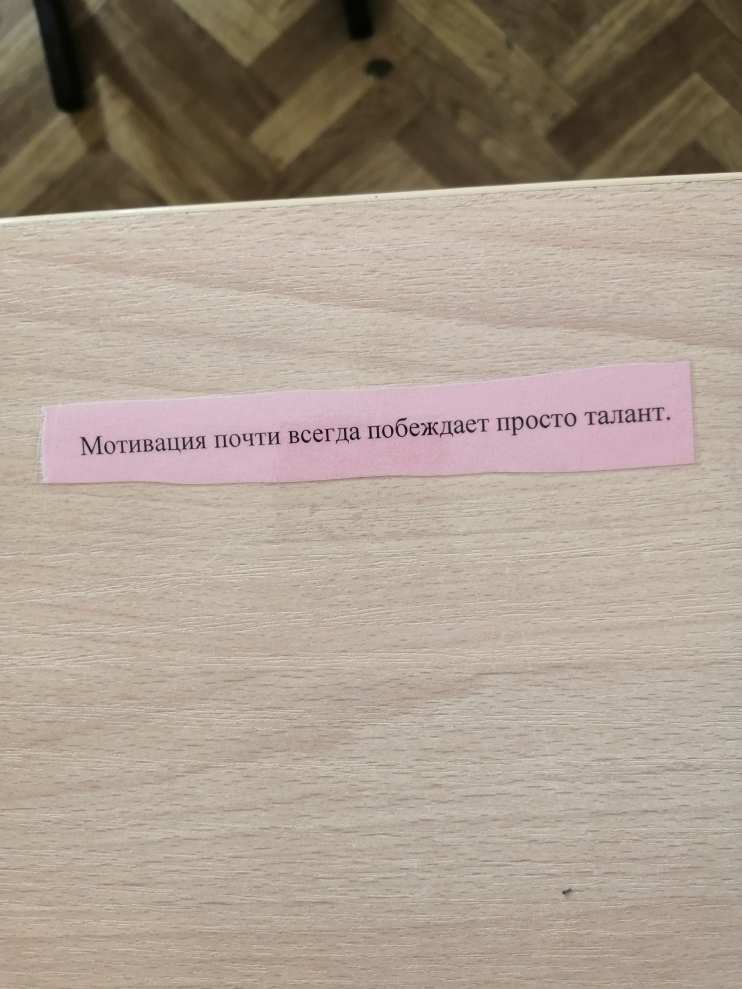 Мотивация почти всегда побеждает просто талант.